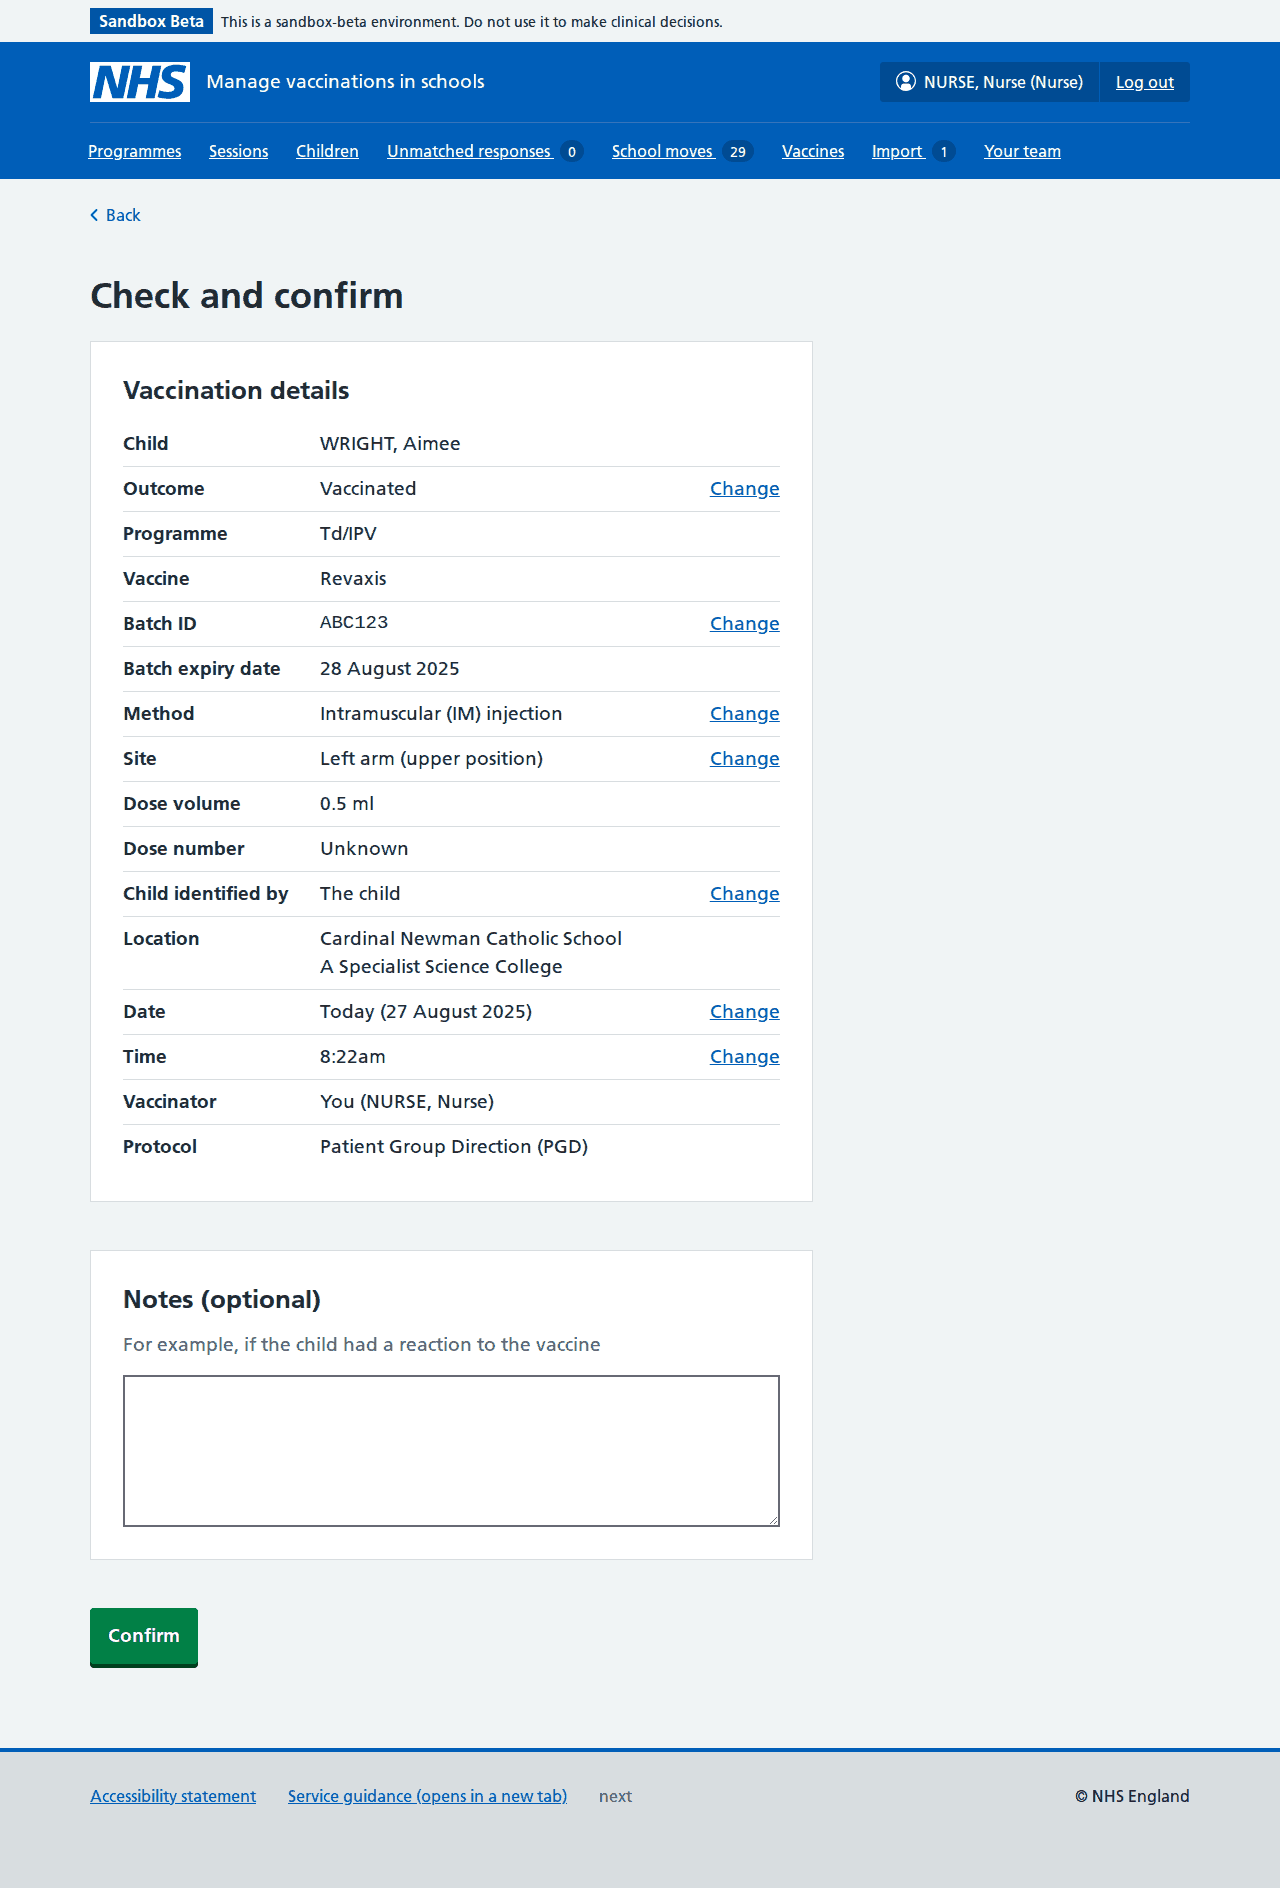 Sandbox Beta This is a sandbox-beta environment. Do not use it to make clinical decisions.
NHS Manage vaccinations in schools NURSE, Nurse (Nurse) Log out
Programmes Sessions Children Unmatched responses 0 School moves 29 Vaccines Import 1 Your team
Back
Check and confirm
Vaccination details
Child WRIGHT, Aimee
Outcome Vaccinated Change
Programme Td/IPV
Vaccine Revaxis
Batch ID ABC123 Change
Batch expiry date 28 August 2025
Method Intramuscular (IM) injection Change
Site Left arm (upper position) Change
Dose volume 0.5 ml
Dose number Unknown
Child identified by The child Change
Location Cardinal Newman Catholic School
A Specialist Science College
Date Today (27 August 2025) Change
Time 8:22am Change
Vaccinator You (NURSE, Nurse)
Protocol Patient Group Direction (PGD)
Notes (optional)
For example, if the child had a reaction to the vaccine
Confirm
Accessibility statement Service guidance (opens in a new tab) next © NHS England